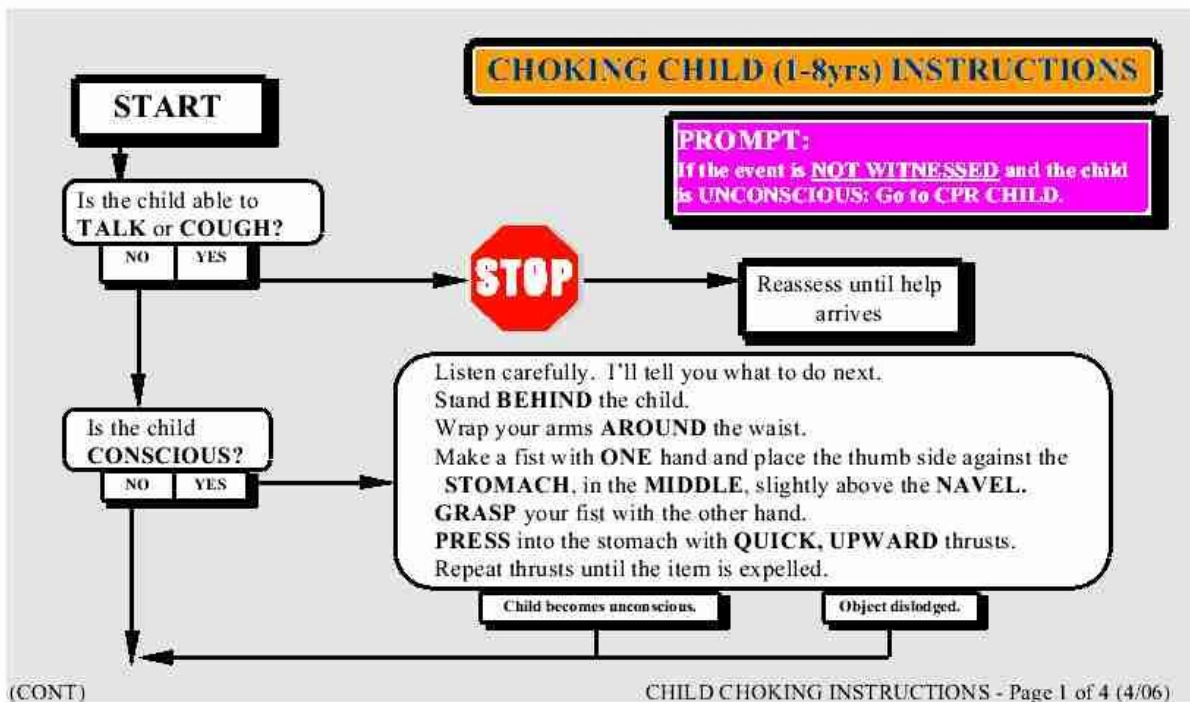 CHOKING CHILD (1-8yrs) INSTRUCTIONS
START
PROMPT:
If the event is NOT WITNESSED and the child
is UNCONSCIOUS: Go to CPR CHILD.
Is the child able to
TALK or COUGH?
NO YES
STOP
Reassess until help
arrives
Is the child
CONSCIOUS?
NO YES
Listen carefully. I'll tell you what to do next.
Stand BEHIND the child.
Wrap your arms AROUND the waist.
Make a fist with ONE hand and place the thumb side against the
STOMACH, in the MIDDLE, slightly above the NAVEL.
GRASP your fist with the other hand.
PRESS into the stomach with QUICK, UPWARD thrusts.
Repeat thrusts until the item is expelled.
Child becomes unconscious.
Object dislodged.
(CONT)
CHILD CHOKING INSTRUCTIONS - Page 1 of 4 (4/06)